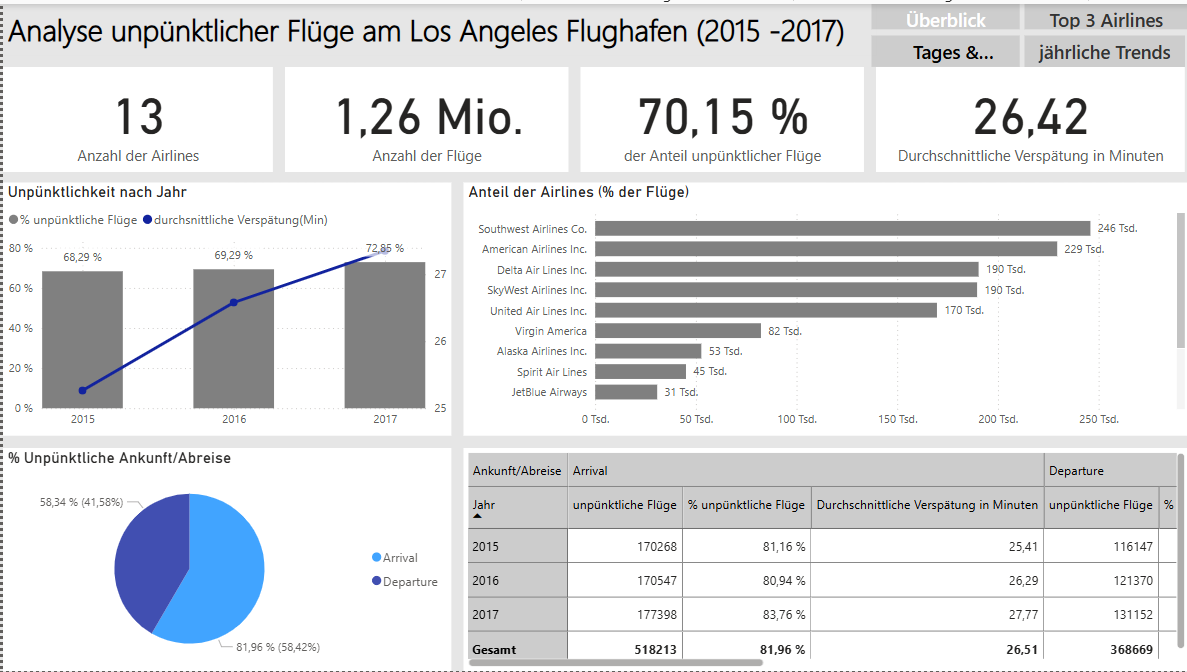 Analyse unpünktlicher Flüge am Los Angeles Flughafen (2015 -2017)
Überblick
Top 3 Airlines
Tages &...
jährliche Trends
13
Anzahl der Airlines
1,26 Mio.
Anzahl der Flüge
70,15 %
der Anteil unpünktlicher Flüge
26,42
Durchschnittliche Verspätung in Minuten
Unpünktlichkeit nach Jahr
% unpünktliche Flüge durchsnittliche Verspätung(Min)
80 %
60 %
40 %
20 %
0 %
68,29 %
69,29 %
72,85 %
27
26
25
2015 2016 2017
Anteil der Airlines (% der Flüge)
Southwest Airlines Co. 246 Tsd.
American Airlines Inc. 229 Tsd.
Delta Air Lines Inc. 190 Tsd.
SkyWest Airlines Inc. 190 Tsd.
United Air Lines Inc. 170 Tsd.
Virgin America 82 Tsd.
Alaska Airlines Inc. 53 Tsd.
Spirit Air Lines 45 Tsd.
JetBlue Airways 31 Tsd.
0 Tsd. 50 Tsd. 100 Tsd. 150 Tsd. 200 Tsd. 250 Tsd.
% Unpünktliche Ankunft/Abreise
58,34 % (41,58%)
81,96 % (58,42%)
Arrival
Departure
Ankunft/Abreise Arrival Departure
Jahr unpünktliche Flüge % unpünktliche Flüge Durchschnittliche Verspätung in Minuten unpünktliche Flüge %
2015 170268 81,16 % 25,41 116147
2016 170547 80,94 % 26,29 121370
2017 177398 83,76 % 27,77 131152
Gesamt 518213 81,96 % 26,51 368669